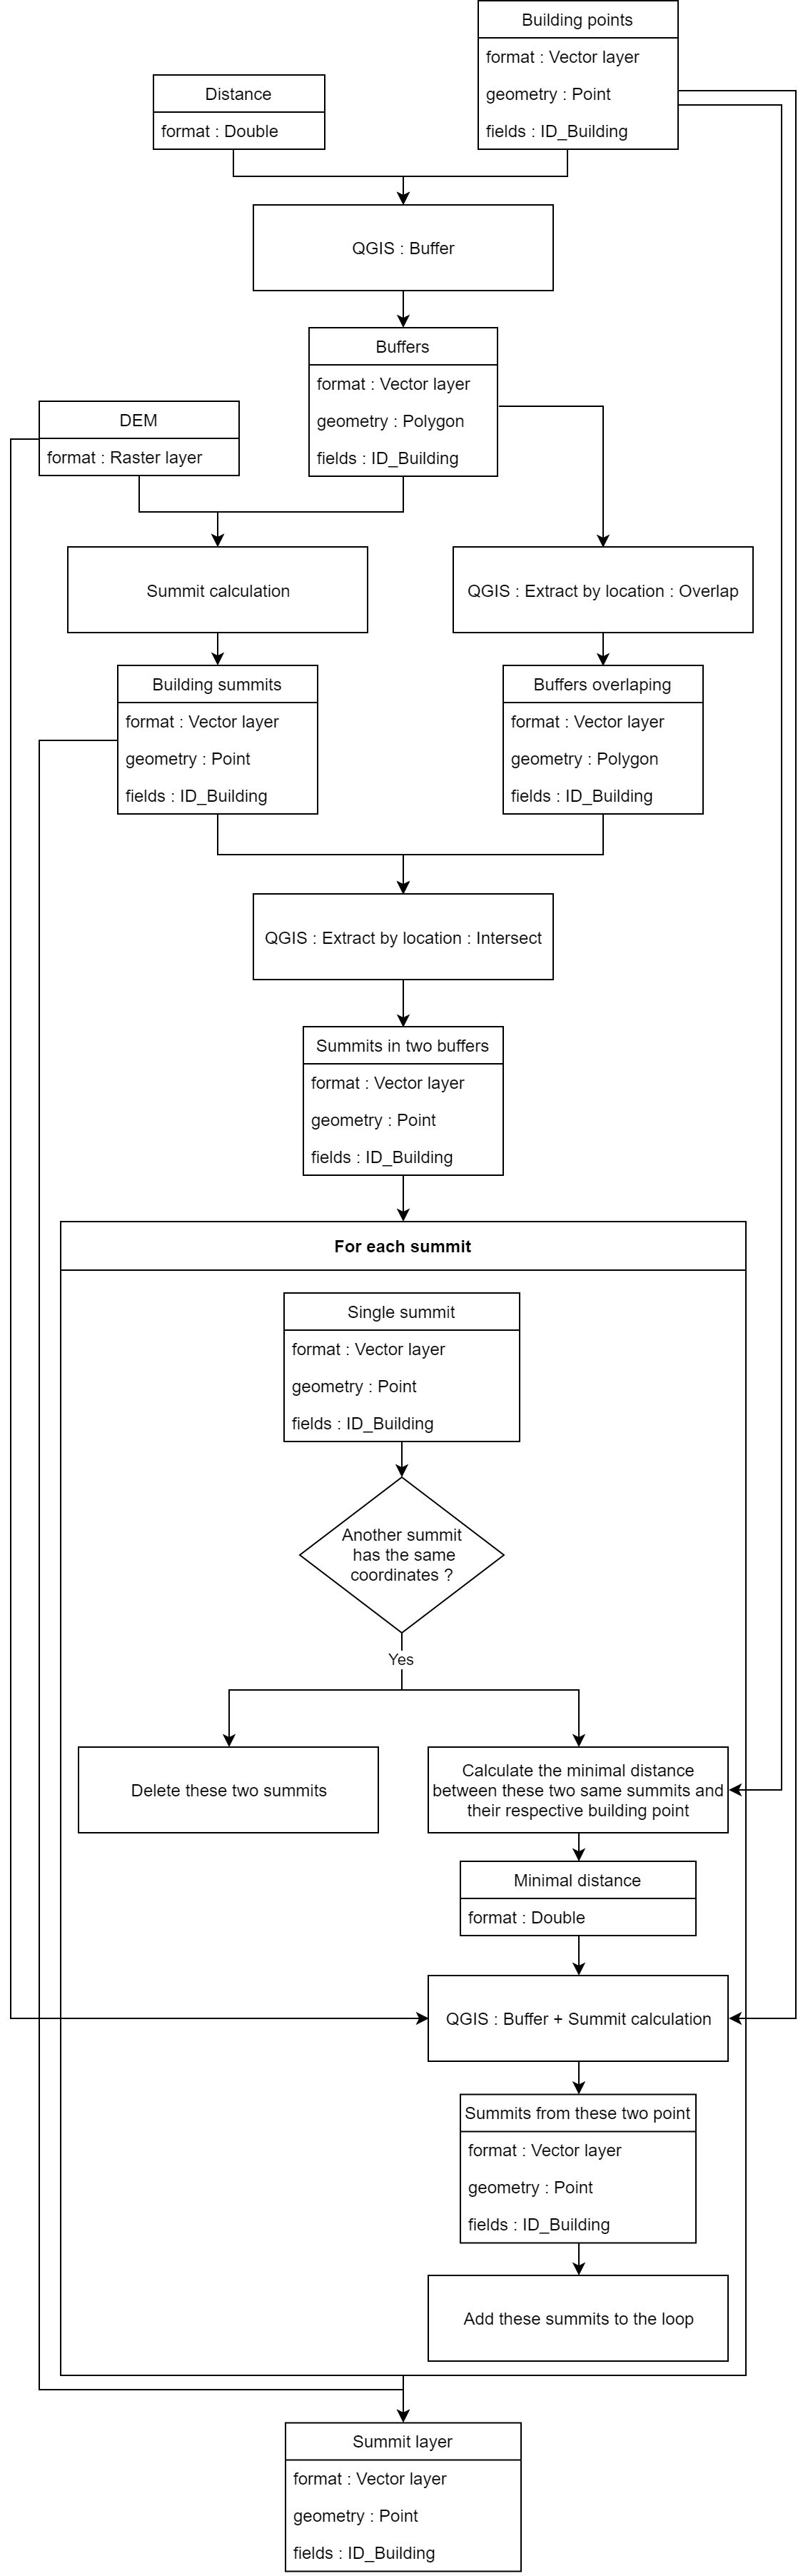 Building points
format : Vector layer
geometry : Point
fields : ID_Building
Distance
format : Double
QGIS : Buffer
Buffers
format : Vector layer
geometry : Polygon
fields : ID_Building
DEM
format : Raster layer
Summit calculation
QGIS : Extract by location : Overlap
Building summits
format : Vector layer
geometry : Point
fields : ID_Building
Buffers overlaping
format : Vector layer
geometry : Polygon
fields : ID_Building
QGIS : Extract by location : Intersect
Summits in two buffers
format : Vector layer
geometry : Point
fields : ID_Building
For each summit
Single summit
format : Vector layer
geometry : Point
fields : ID_Building
Another summit
has the same
coordinates ?
Yes
Delete these two summits
Calculate the minimal distance
between these two same summits and
their respective building point
Minimal distance
format : Double
QGIS : Buffer + Summit calculation
Summits from these two point
format : Vector layer
geometry : Point
fields : ID_Building
Add these summits to the loop
Summit layer
format : Vector layer
geometry : Point
fields : ID_Building